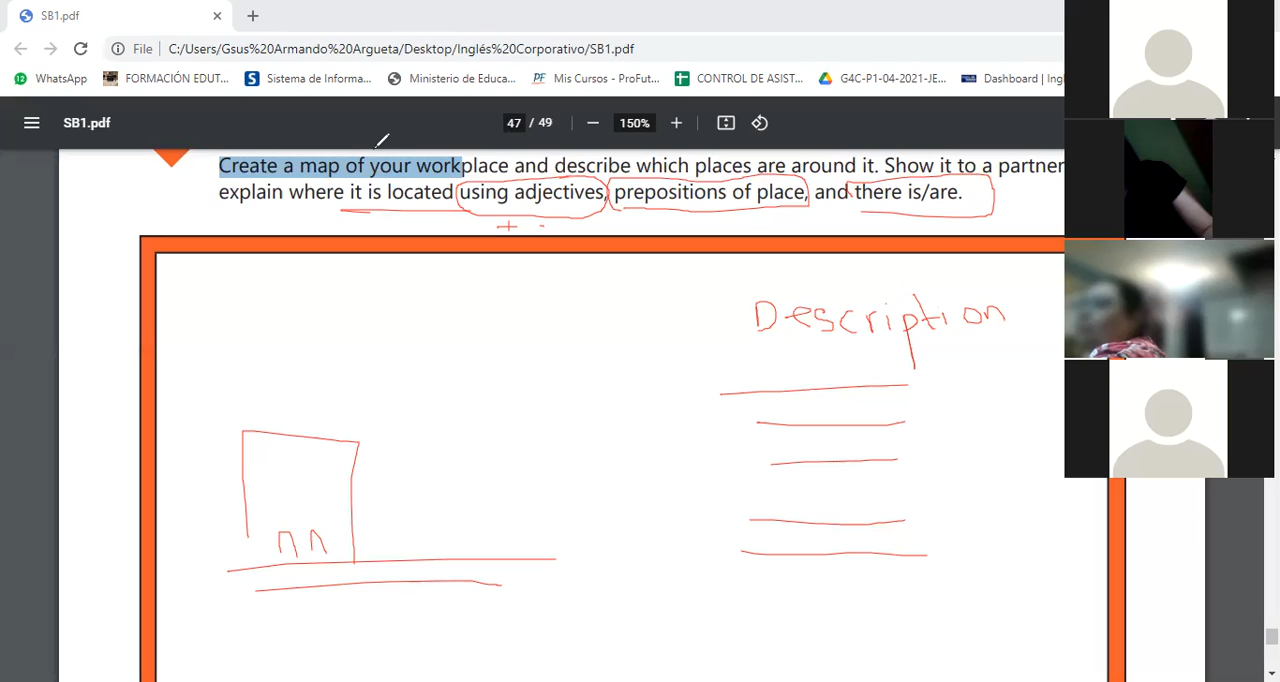 SB1.pdf
File C:/Users/Gsus%20Armando%20Argueta/Desktop/Inglés%20Corporativo/SB1.pdf
WhatsApp FORMACIÓN EDUT... Sistema de Informa... Ministerio de Educa... Mis Cursos - ProFut... CONTROL DE ASIST... G4C-P1-04-2021-JE... Dashboard | Ingl
SB1.pdf 47 / 49 150%
Create a map of your workplace and describe which places are around it. Show it to a partner
explain where it is located using adjectives, prepositions of place, and there is/are.
Description